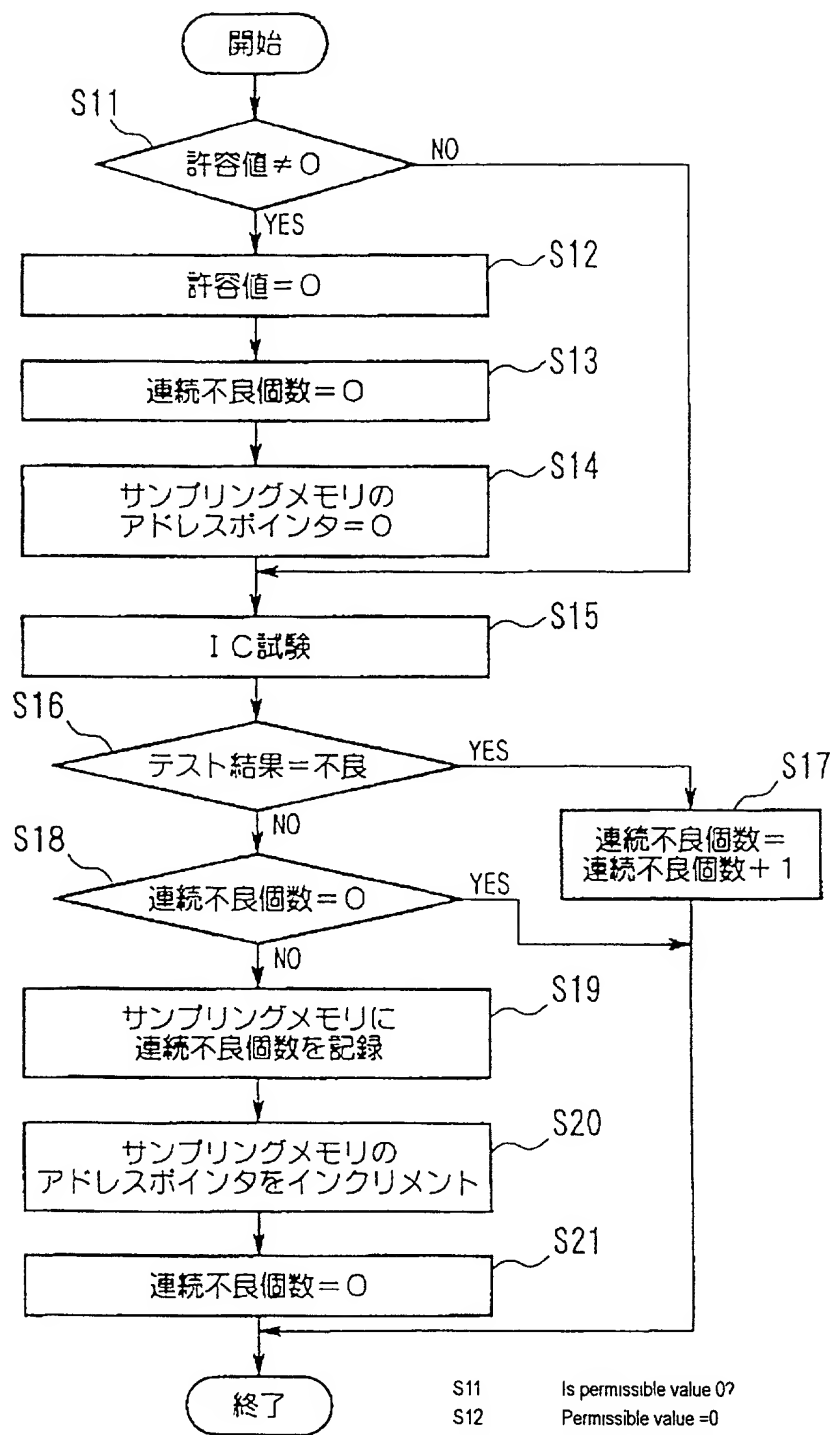 開始
S11
許容値≠０
NO
YES
S12
許容値＝０
S13
連続不良個数＝０
S14
サンプリングメモリの
アドレスポインタ＝０
S15
ＩＣ試験
S16
テスト結果＝不良
YES
S17
連続不良個数＝
連続不良個数＋１
NO
S18
連続不良個数＝０
YES
NO
S19
サンプリングメモリに
連続不良個数を記録
S20
サンプリングメモリの
アドレスポインタをインクリメント
S21
連続不良個数＝０
終了
S11 Is permissible value 0?
S12 Permissible value =0